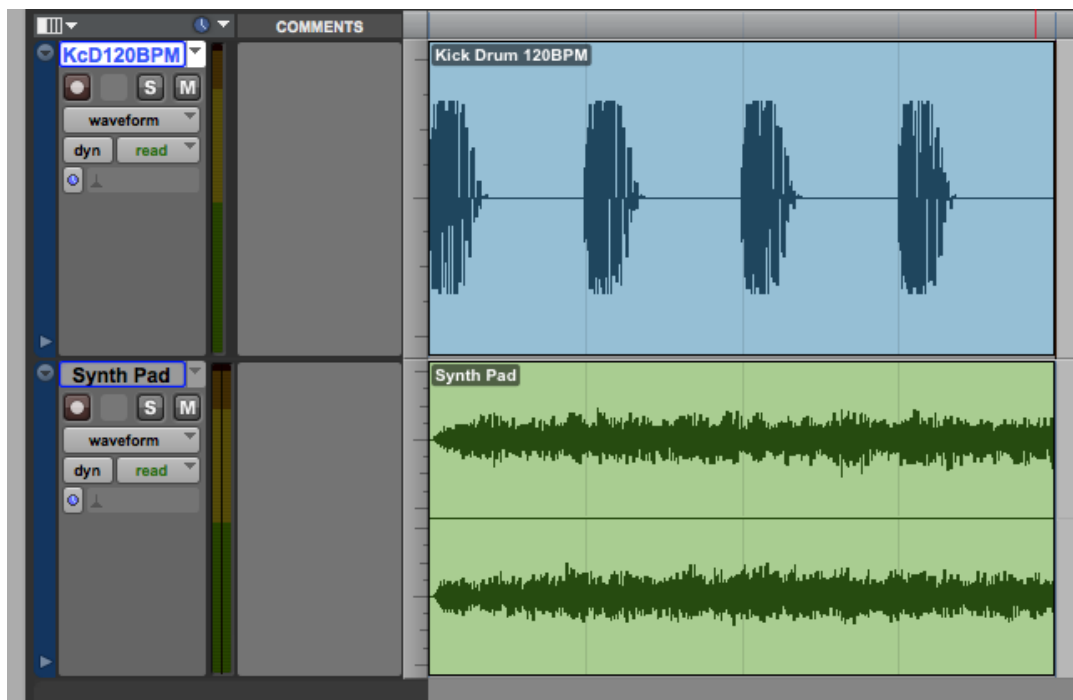 COMMENTS
KcD120BPM
S M
waveform
dyn read
Kick Drum 120BPM
Synth Pad
S M
waveform
dyn read
Synth Pad